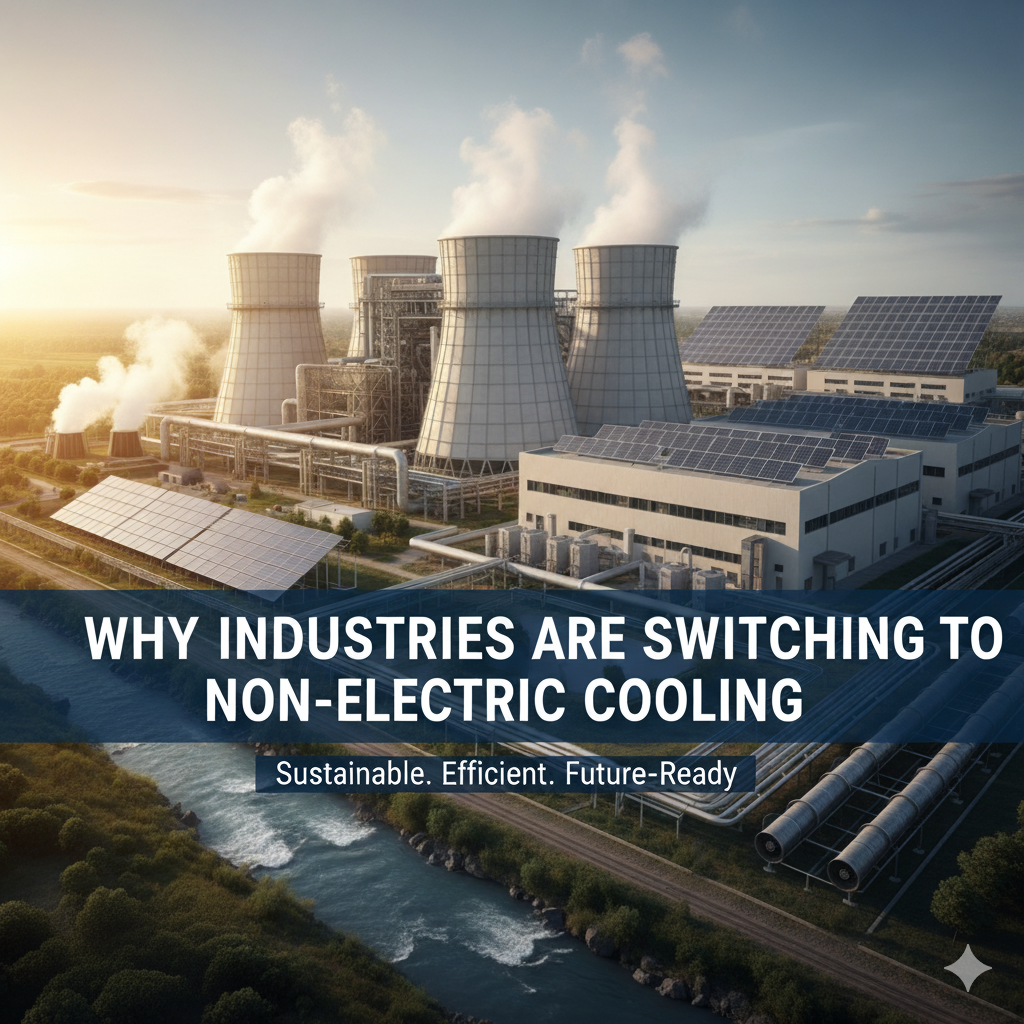 WHY INDUSTRIES ARE SWITCHING TO
NON-ELECTRIC COOLING
Sustainable. Efficient. Future-Ready